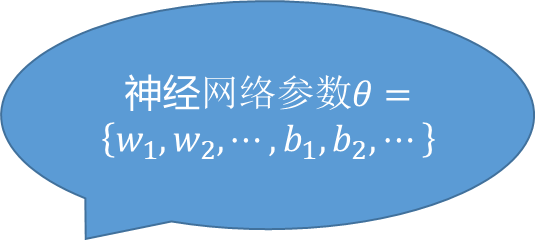 神经网络参数θ =
{w₁, w₂, ⋯ , b₁, b₂, ⋯ }